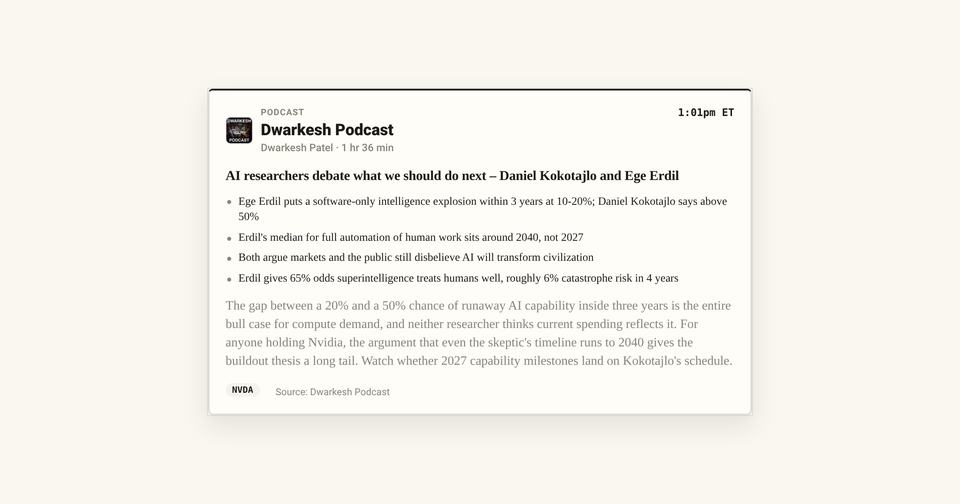 PODCAST
1:01pm ET
DWARKESH
PODCAST
Dwarkesh Podcast
Dwarkesh Patel · 1 hr 36 min
AI researchers debate what we should do next – Daniel Kokotajlo and Ege Erdil
• Ege Erdil puts a software-only intelligence explosion within 3 years at 10-20%; Daniel Kokotajlo says above
50%
• Erdil's median for full automation of human work sits around 2040, not 2027
• Both argue markets and the public still disbelieve AI will transform civilization
• Erdil gives 65% odds superintelligence treats humans well, roughly 6% catastrophe risk in 4 years
The gap between a 20% and a 50% chance of runaway AI capability inside three years is the entire
bull case for compute demand, and neither researcher thinks current spending reflects it. For
anyone holding Nvidia, the argument that even the skeptic's timeline runs to 2040 gives the
buildout thesis a long tail. Watch whether 2027 capability milestones land on Kokotajlo's schedule.
NVDA
Source: Dwarkesh Podcast